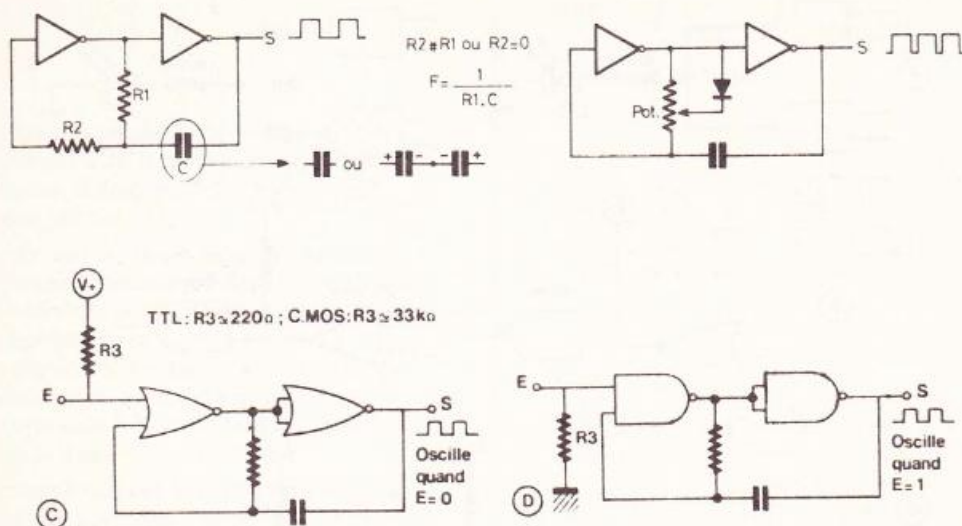 S
R1
R2
C
ou
+ - - +
R2#R1 ou R2=0
F= 1
R1.C
S
Pot.
V+
R3
TTL: R3≃220Ω ; C.MOS: R3≃33kΩ
E
S
Oscille
quand
E=0
C
E
R3
S
Oscille
quand
E=1
D